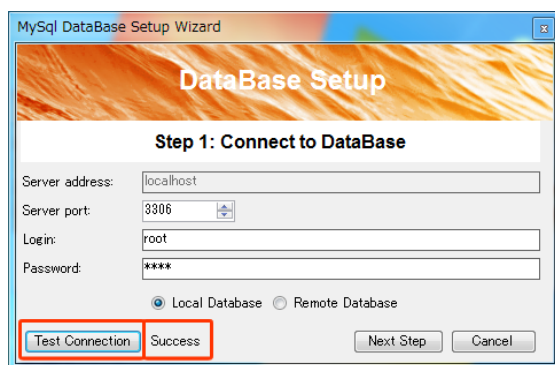 MySql DataBase Setup Wizard
DataBase Setup
Step 1: Connect to DataBase
Server address: localhost
Server port: 3306
Login: root
Password: ****
Local Database Remote Database
Test Connection Success Next Step Cancel